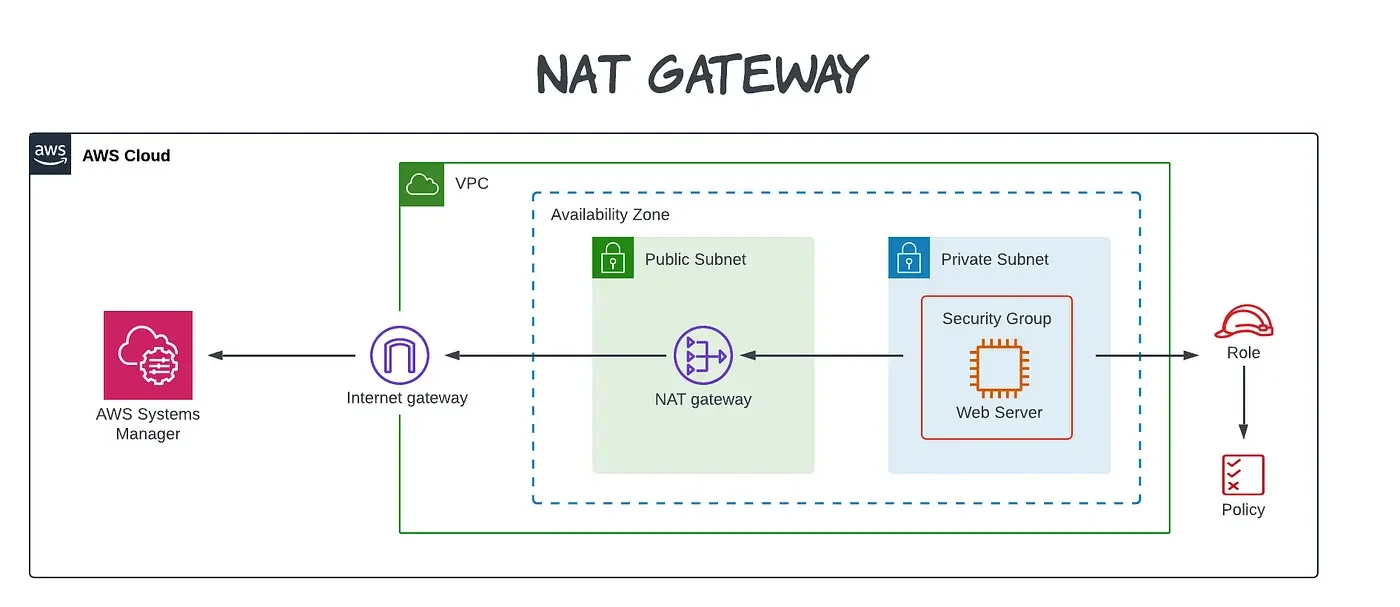 NAT GATEWAY
aws
AWS Cloud
VPC
Availability Zone
Public Subnet
Private Subnet
Security Group
Web Server
NAT gateway
Internet gateway
AWS Systems
Manager
Role
Policy